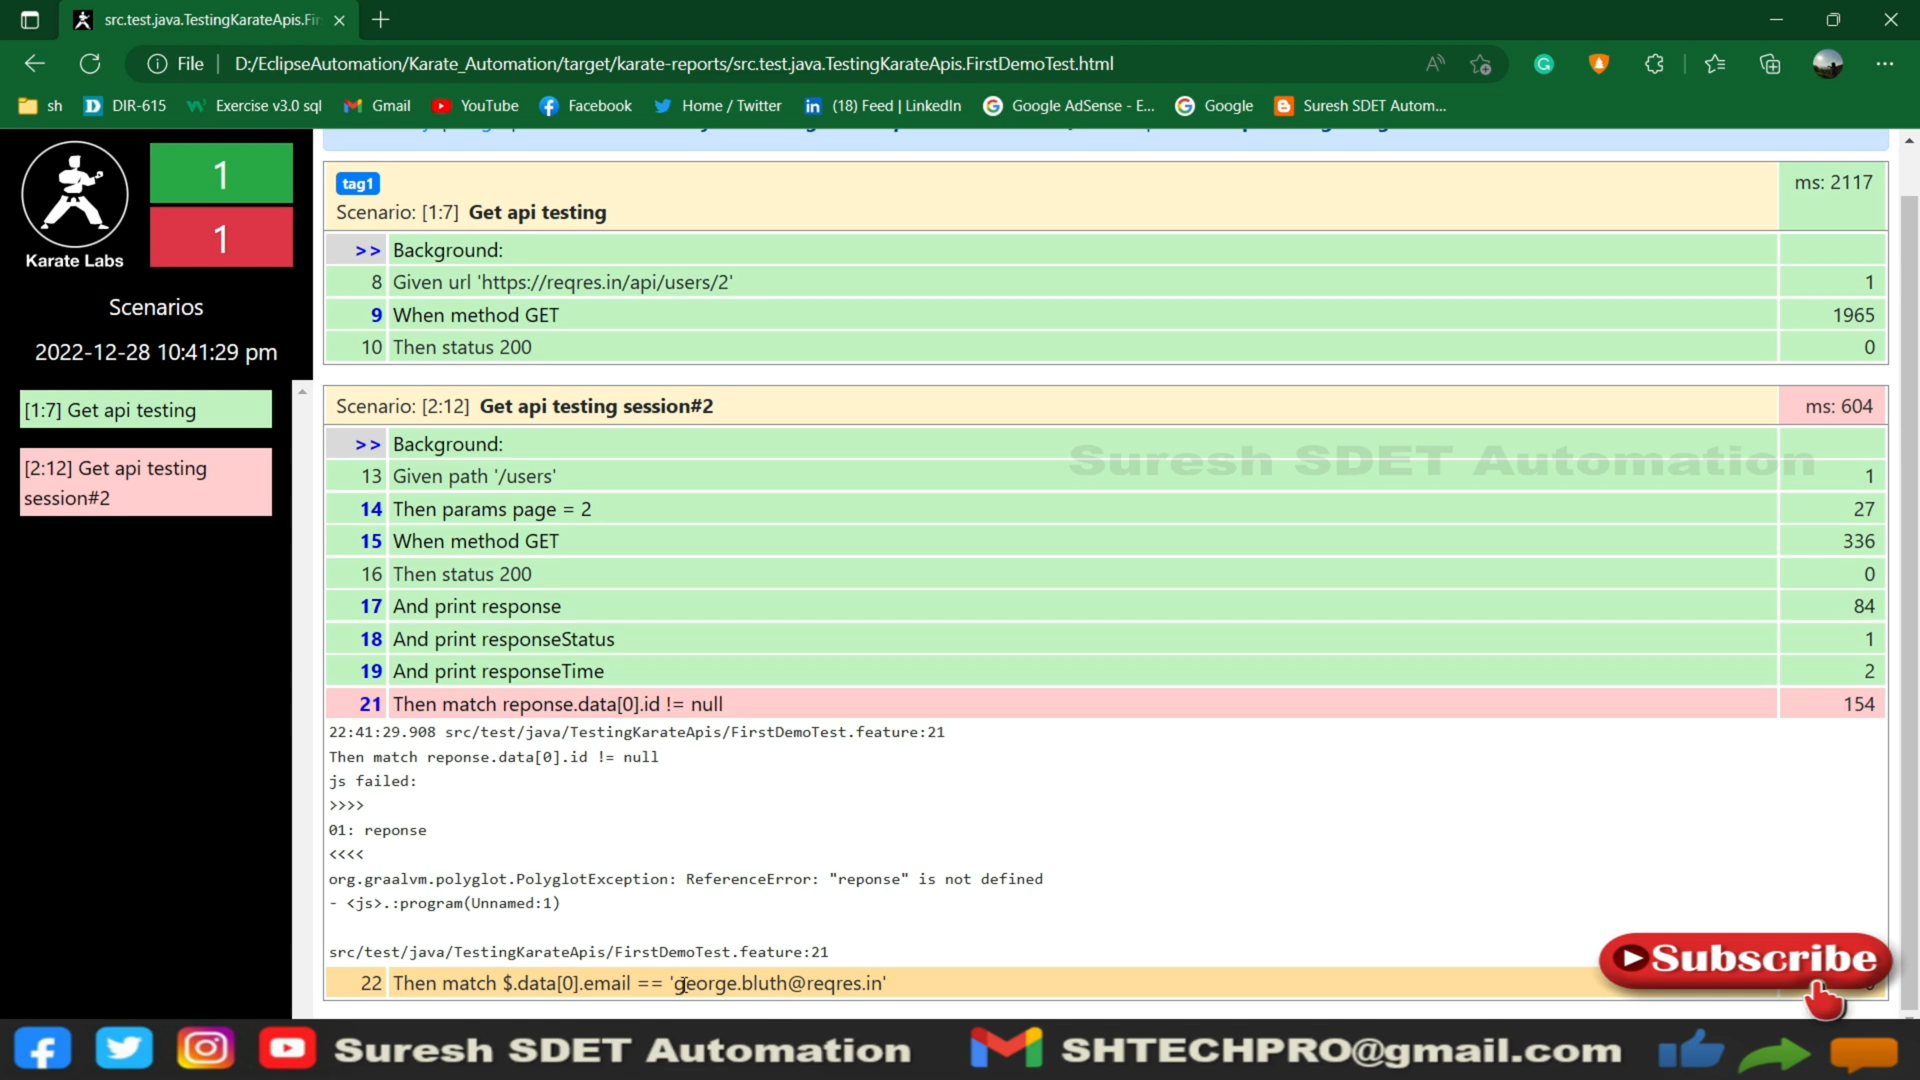 src.test.java.TestingKarateApis.Fir
File
D:/EclipseAutomation/Karate_Automation/target/karate-reports/src.test.java.TestingKarateApis.FirstDemoTest.html
sh
DIR-615
Exercise v3.0 sql
Gmail
YouTube
Facebook
Home / Twitter
(18) Feed | LinkedIn
Google AdSense - E...
Google
Suresh SDET Autom...
Karate Labs
1
1
Scenarios
2022-12-28 10:41:29 pm
[1:7] Get api testing
[2:12] Get api testing
session#2
tag1
ms: 2117
Scenario: [1:7] Get api testing
>> Background:
8 Given url 'https://reqres.in/api/users/2' 1
9 When method GET 1965
10 Then status 200 0
Scenario: [2:12] Get api testing session#2 ms: 604
>> Background:
Suresh SDET Automation
13 Given path '/users' 1
14 Then params page = 2 27
15 When method GET 336
16 Then status 200 0
17 And print response 84
18 And print responseStatus 1
19 And print responseTime 2
21 Then match reponse.data[0].id != null 154
22:41:29.908 src/test/java/TestingKarateApis/FirstDemoTest.feature:21
Then match reponse.data[0].id != null
js failed:
>>>>
01: reponse
<<<<
org.graalvm.polyglot.PolyglotException: ReferenceError: "reponse" is not defined
- <js>.:program(Unnamed:1)
src/test/java/TestingKarateApis/FirstDemoTest.feature:21
22 Then match $.data[0].email == 'george.bluth@reqres.in'
Subscribe
Suresh SDET Automation
SHTECHPRO@gmail.com